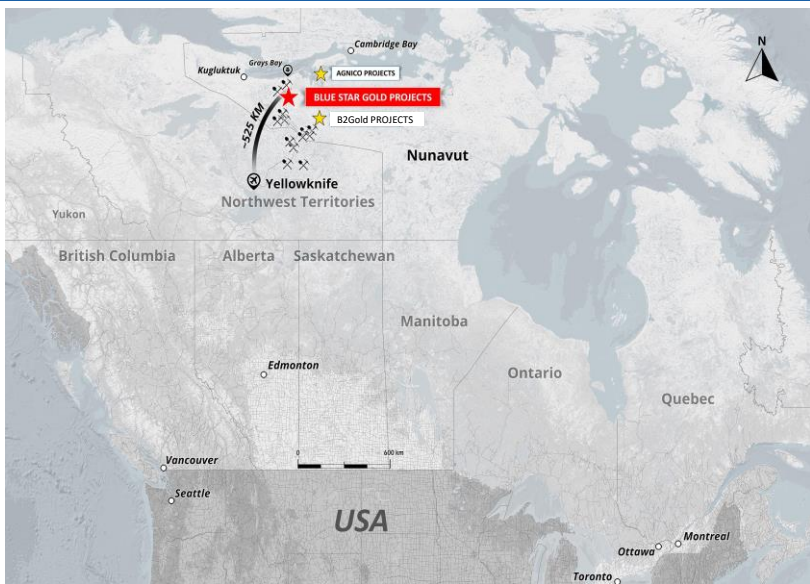 Cambridge Bay
N
Grays Bay
Kugluktuk
AGNICO PROJECTS
BLUE STAR GOLD PROJECTS
~525 KM
B2Gold PROJECTS
Nunavut
Yellowknife
Northwest Territories
Yukon
British Columbia
Alberta
Saskatchewan
Manitoba
Edmonton
Ontario
Quebec
0
600 km
Vancouver
Seattle
USA
Montreal
Ottawa
Toronto